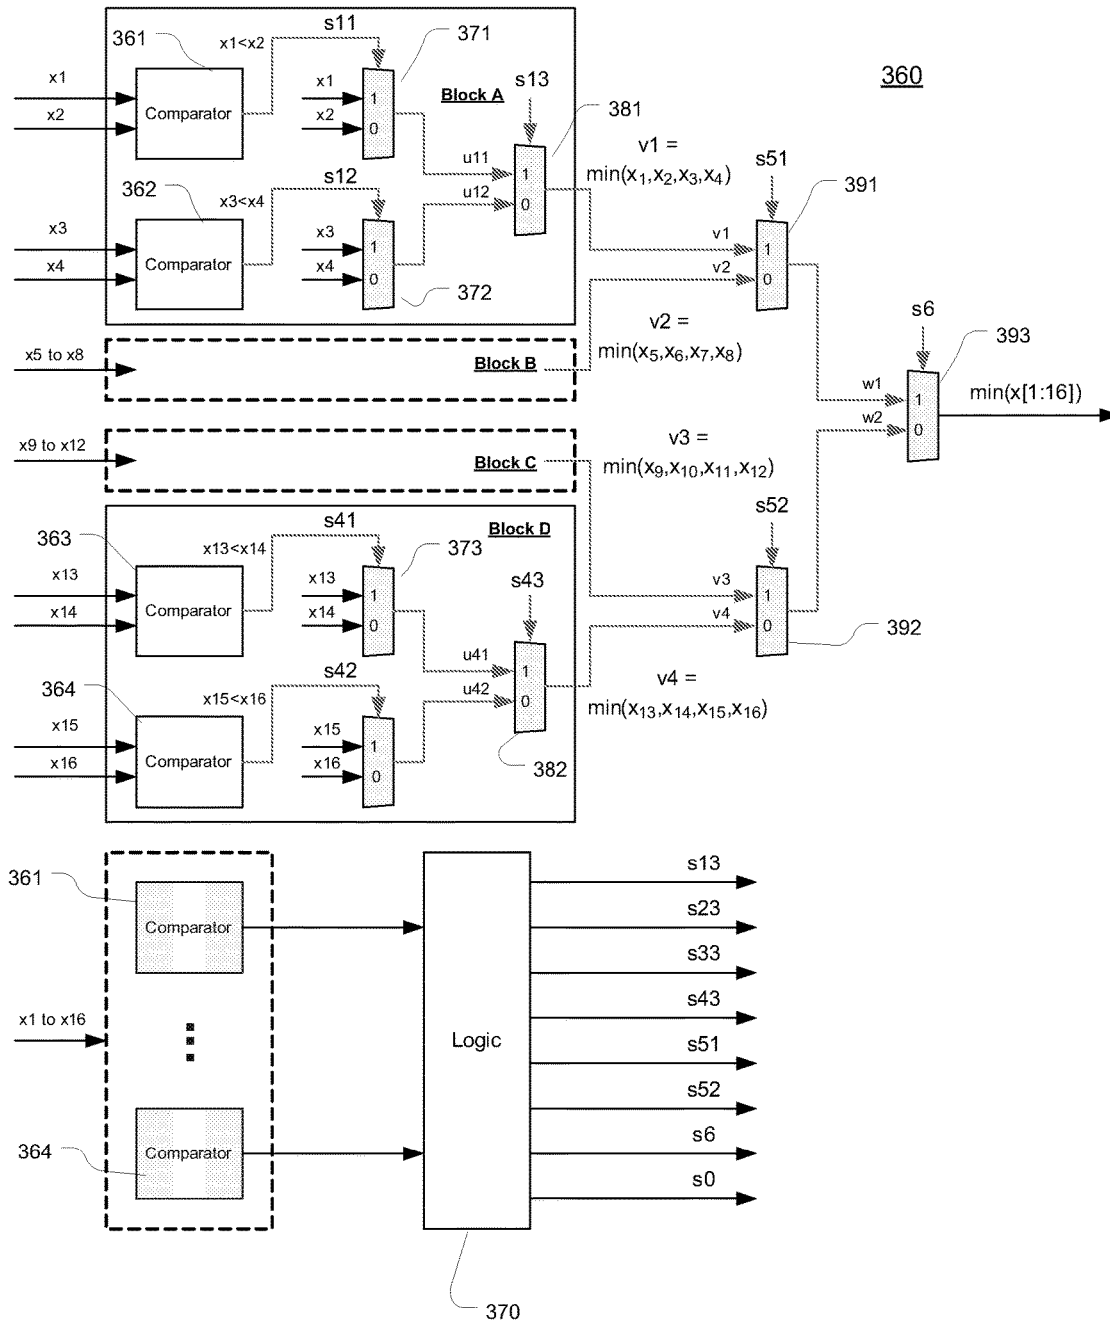 360
361
x1<x2
s11
371
x1
x2
Comparator
x1
x2
1
0
Block A
s13
381
u11
u12
1
0
362
x3<x4
s12
x3
x4
Comparator
x3
x4
1
0
372
v1 =
min(x1,x2,x3,x4)
s51
391
v1
v2
1
0
x5 to x8
Block B
v2 =
min(x5,x6,x7,x8)
s6
393
w1
w2
1
0
min(x[1:16])
x9 to x12
Block C
v3 =
min(x9,x10,x11,x12)
s52
v3
v4
1
0
392
363
x13<x14
s41
373
Block D
x13
x14
Comparator
x13
x14
1
0
s43
u41
u42
1
0
382
364
x15<x16
s42
x15
x16
Comparator
x15
x16
1
0
v4 =
min(x13,x14,x15,x16)
361
Comparator
x1 to x16
364
Comparator
Logic
370
s13
s23
s33
s43
s51
s52
s6
s0